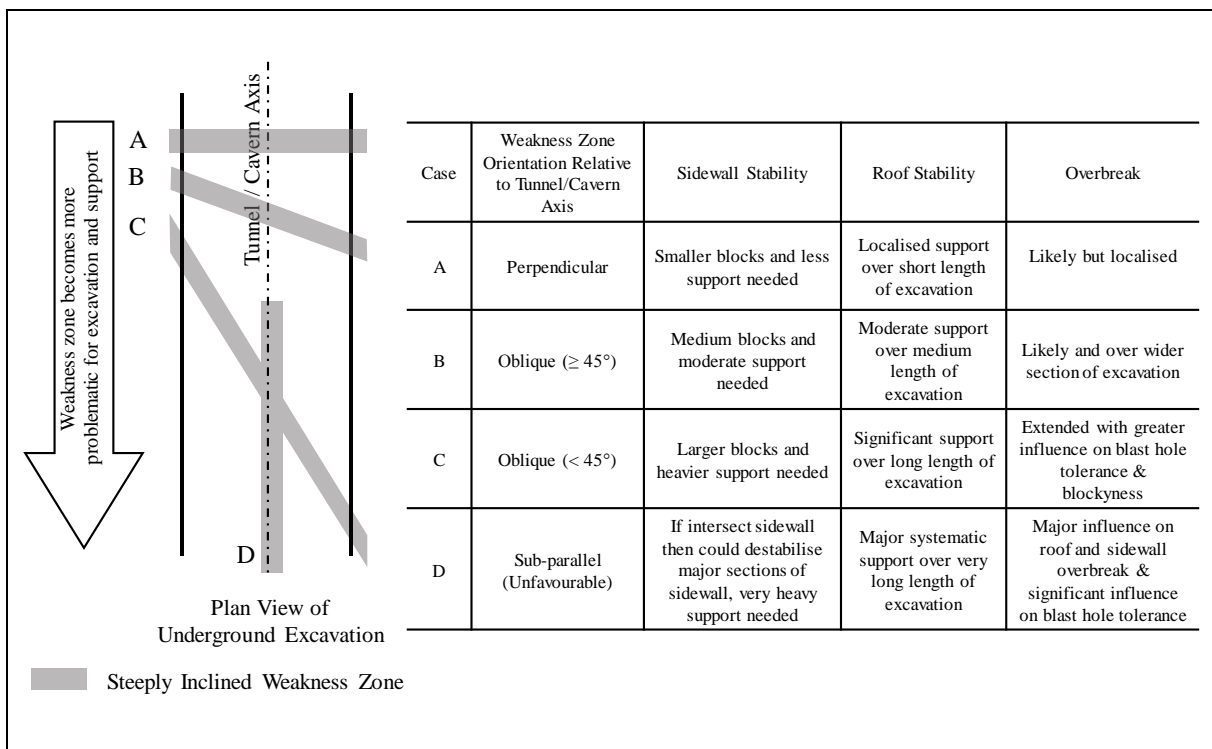 Weakness zone becomes more
problematic for excavation and support
A
B
C
D
Tunnel / Cavern Axis
Plan View of
Underground Excavation
Steeply Inclined Weakness Zone
Case
Weakness Zone
Orientation Relative
to Tunnel/Cavern
Axis
Sidewall Stability
Roof Stability
Overbreak
A
Perpendicular
Smaller blocks and less
support needed
Localised support
over short length
of excavation
Likely but localised
B
Oblique (≥ 45°)
Medium blocks and
moderate support
needed
Moderate support
over medium
length of
excavation
Likely and over wider
section of excavation
C
Oblique (< 45°)
Larger blocks and
heavier support needed
Significant support
over long length of
excavation
Extended with greater
influence on blast hole
tolerance &
blockyness
D
Sub-parallel
(Unfavourable)
If intersect sidewall
then could destabilise
major sections of
sidewall, very heavy
support needed
Major systematic
support over very
long length of
excavation
Major influence on
roof and sidewall
overbreak &
significant influence
on blast hole tolerance